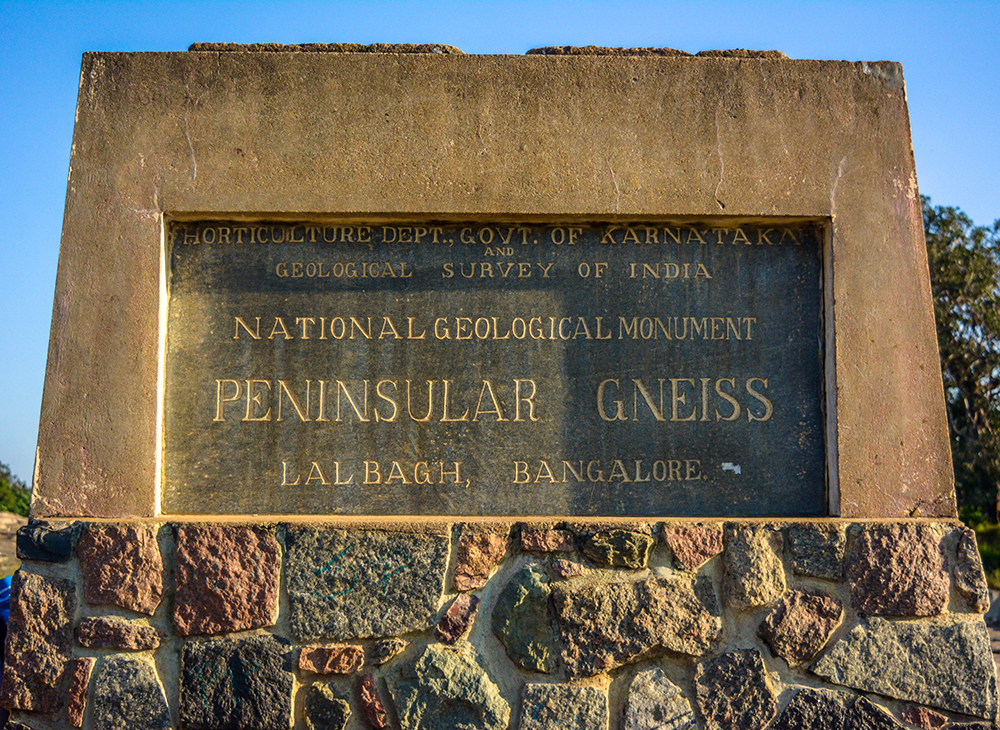 HORTICULTURE DEPT., GOVT. OF KARNATAKA
AND
GEOLOGICAL SURVEY OF INDIA
NATIONAL GEOLOGICAL MONUMENT
PENINSULAR GNEISS
LALBAGH, BANGALORE.